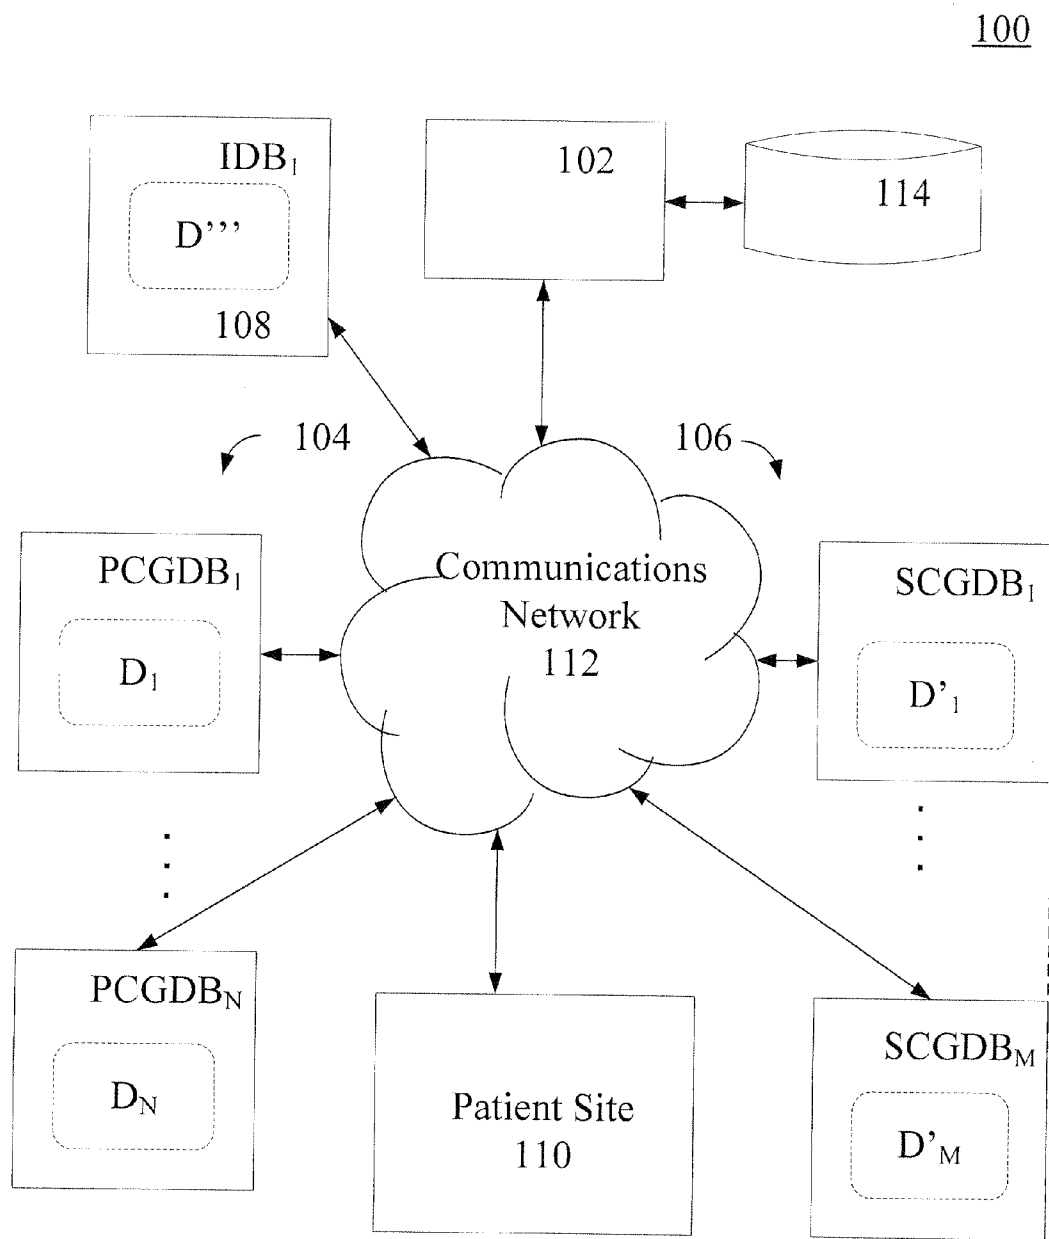 100
IDB1
D’’’
108
102
114
104
106
PCGDB1
D1
Communications
Network
112
SCGDB1
D’1
PCGDBN
DN
Patient Site
110
SCGDBM
D’M